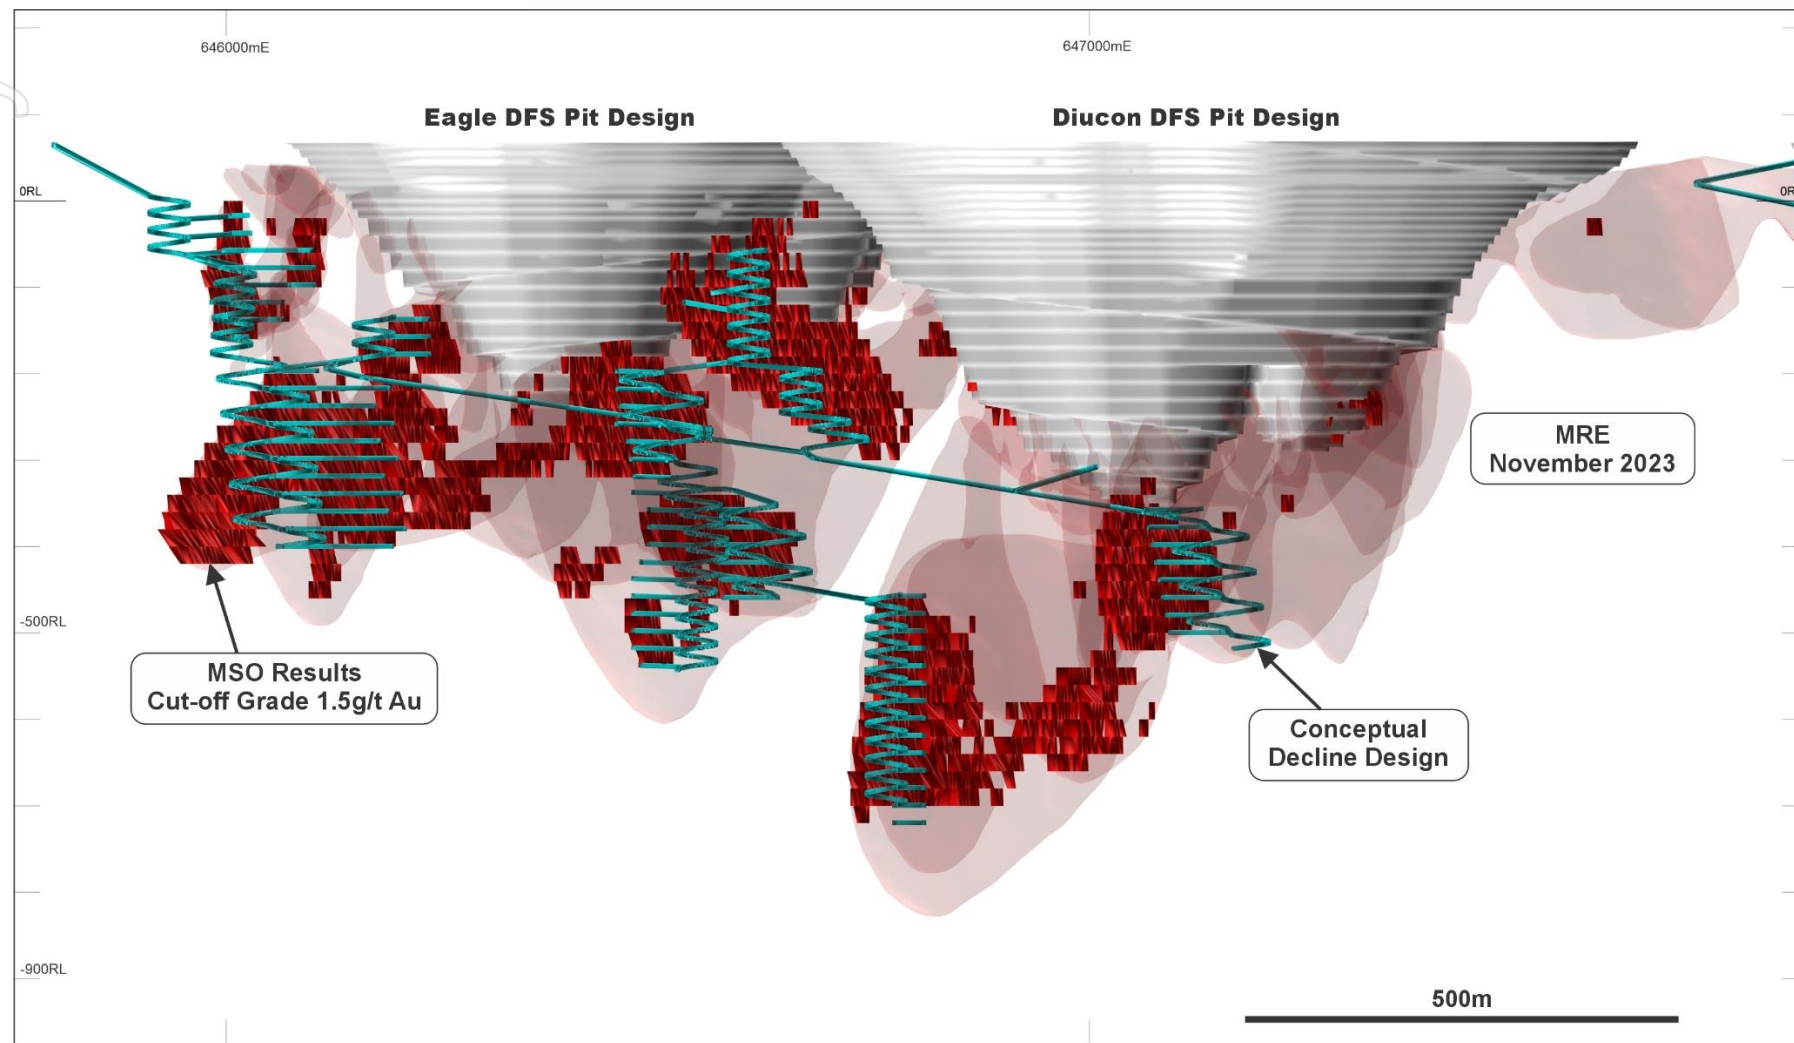 646000mE
647000mE
Eagle DFS Pit Design
Diucon DFS Pit Design
0RL
0R
MRE
November 2023
-500RL
MSO Results
Cut-off Grade 1.5g/t Au
Conceptual
Decline Design
-900RL
500m